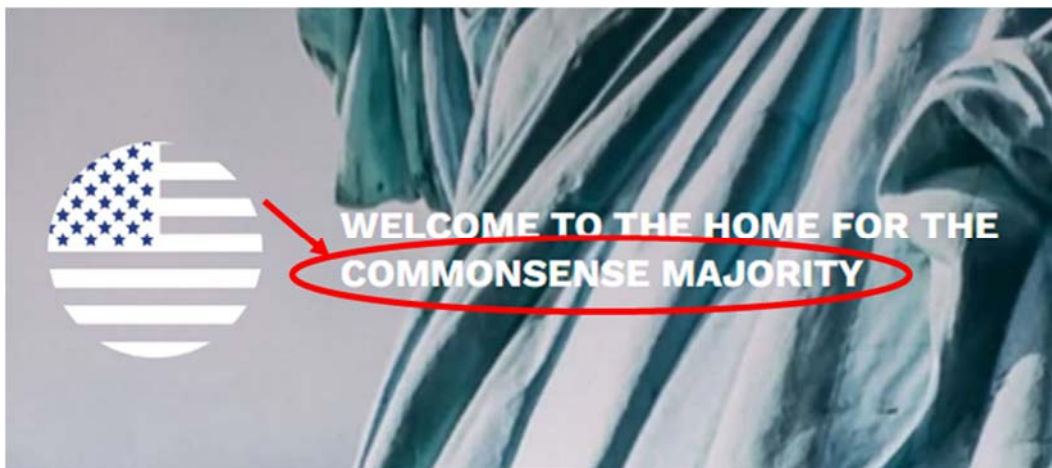 WELCOME TO THE HOME FOR THE
COMMONSENSE MAJORITY